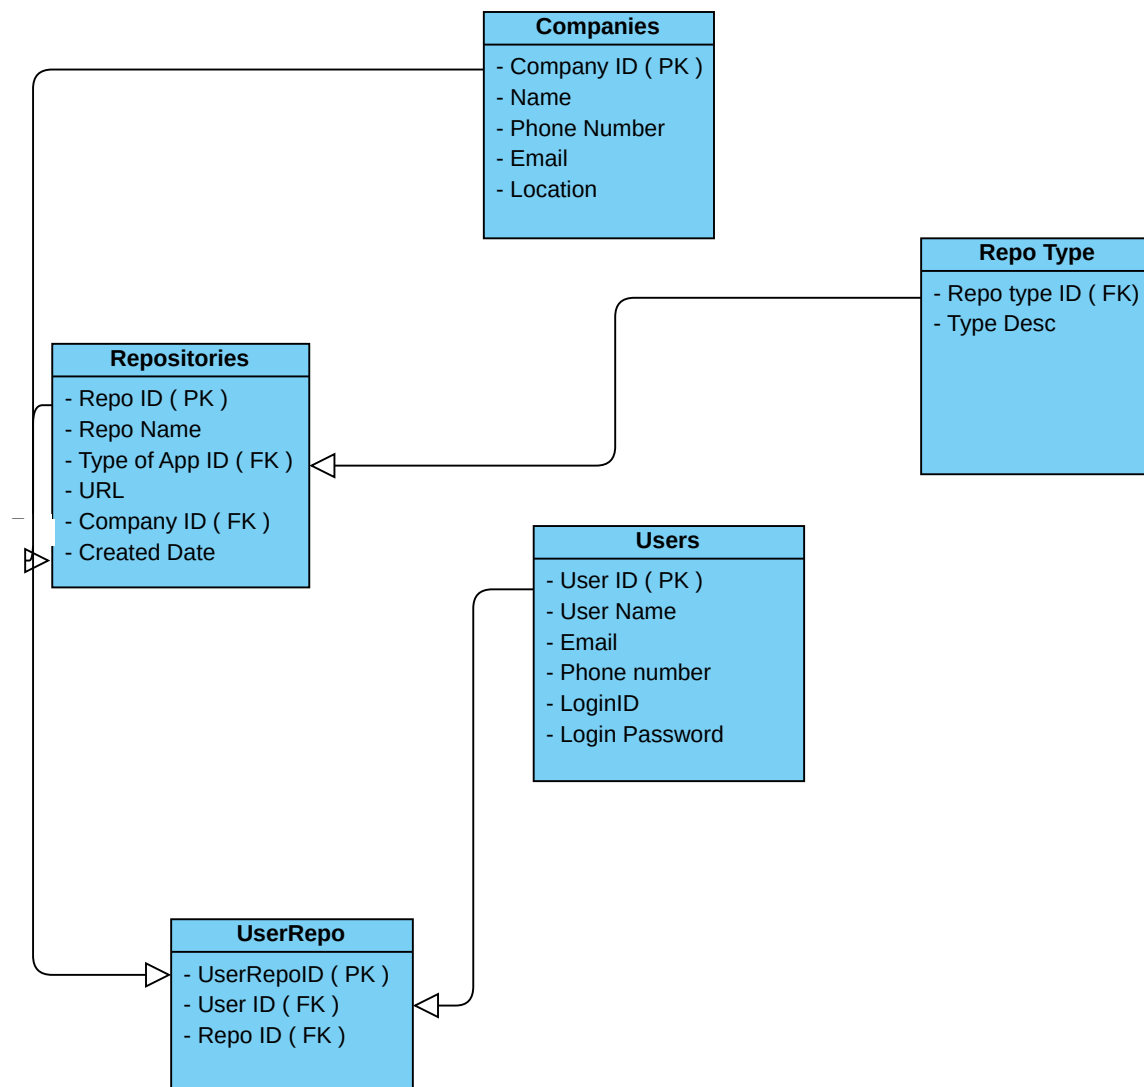 Companies
- Company ID ( PK )
- Name
- Phone Number
- Email
- Location
Repo Type
- Repo type ID ( FK)
- Type Desc
Repositories
- Repo ID ( PK )
- Repo Name
- Type of App ID ( FK )
- URL
- Company ID ( FK )
- Created Date
Users
- User ID ( PK )
- User Name
- Email
- Phone number
- LoginID
- Login Password
UserRepo
- UserRepoID ( PK )
- User ID ( FK )
- Repo ID ( FK )